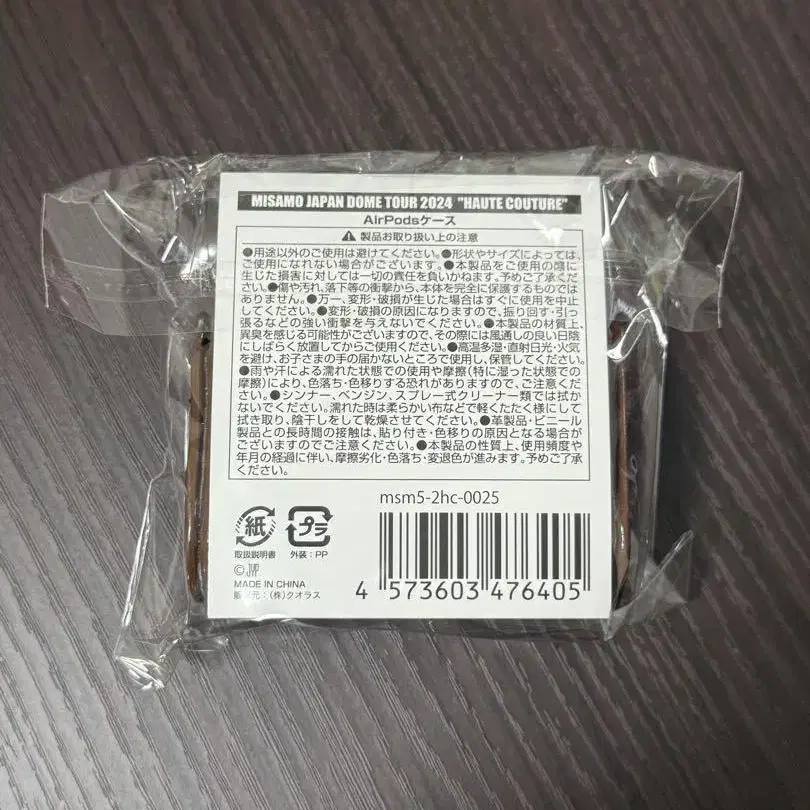 MISAMO JAPAN DOME TOUR 2024 "HAUTE COUTURE"
AirPodsケース
⚠ 製品お取り扱い上の注意
●用途以外のご使用は避けてください。●形状やサイズによっては、
ご使用になれない場合がございます。●本製品をご使用の際に
生じた損害に対しては一切の責任を負いかねます。予めご了承くだ
さい。●傷や汚れ、落下等の衝撃から、本体を完全に保護するものでは
ありません。●万一、変形・破損が生じた場合はすぐに使用を中止
してください。●変形・破損の原因になりますので、振り回す・引っ
張るなどの強い衝撃を与えないでください。●本製品の材質上、
異臭を感じる可能性がございますので、その際には風通しの良い日陰
にしばらく放置してからご使用ください。●高温多湿・直射日光・火気
を避け、お子さまの手の届かないところで使用し、保管してください。
●雨や汗による濡れた状態での使用や摩擦(特に湿った状態での
摩擦)により、色落ち・色移りする恐れがありますので、ご注意くださ
い。●シンナー、ベンジン、スプレー式クリーナー類では拭か
ないでください。濡れた時は柔らかい布などで軽くたたく様にして
拭き取り、陰干しをして乾燥させてください。●革製品・ビニール
製品との長時間の接触は、貼り付き・色移りの原因となる場合が
ございますのでご注意ください。●本製品の性質上、使用頻度や
年月の経過に伴い、摩擦劣化・色落ち・変退色が進みます。予めご了承
ください。
msm5-2hc-0025
紙
取扱説明書
プラ
外装:PP
©JYP
MADE IN CHINA
販売元:(株)クオラス
4 573603 476405